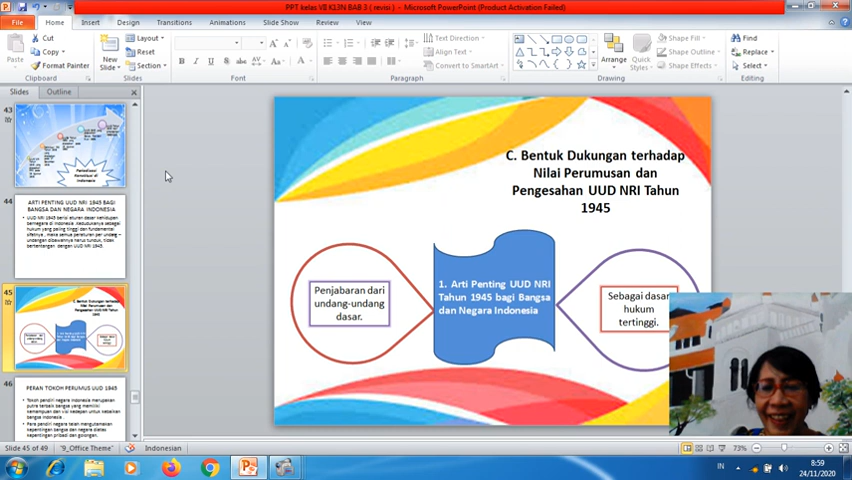 PPT kelas VII K13N BAB 3 ( revisi ) - Microsoft PowerPoint (Product Activation Failed)
File
Home
Insert
Design
Transitions
Animations
Slide Show
Review
View
Paste
Cut
Copy
Format Painter
Clipboard
New
Slide
Layout
Reset
Section
Slides
Font
Paragraph
Text Direction
Align Text
Convert to SmartArt
Arrange
Quick
Styles
Shape Fill
Shape Outline
Shape Effects
Drawing
Find
Replace
Select
Editing
Slides
Outline
43
Periodisasi
Konstitusi di
Indonesia
44
ARTI PENTING UUD NRI 1945 BAGI
BANGSA DAN NEGARA INDONESIA
45
46
PERAN TOKOH PERUMUS UUD 1945
C. Bentuk Dukungan terhadap
Nilai Perumusan dan
Pengesahan UUD NRI Tahun
1945
Penjabaran dari
undang-undang
dasar.
1. Arti Penting UUD NRI
Tahun 1945 bagi Bangsa
dan Negara Indonesia
Sebagai dasar
hukum
tertinggi.
Slide 45 of 49
"9_Office Theme"
Indonesian
73%
IN
8:59
24/11/2020